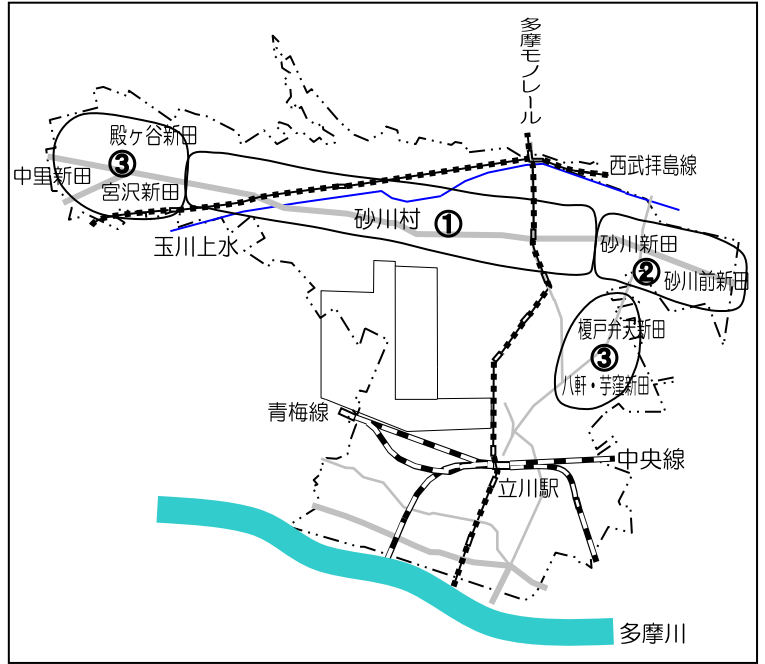 多摩モノレール
殿ヶ谷新田
③
中里新田
宮沢新田
西武拝島線
砂川村
①
玉川上水
砂川新田
②
砂川前新田
榎戸弁天新田
③
八軒・芋窪新田
青梅線
中央線
立川駅
多摩川